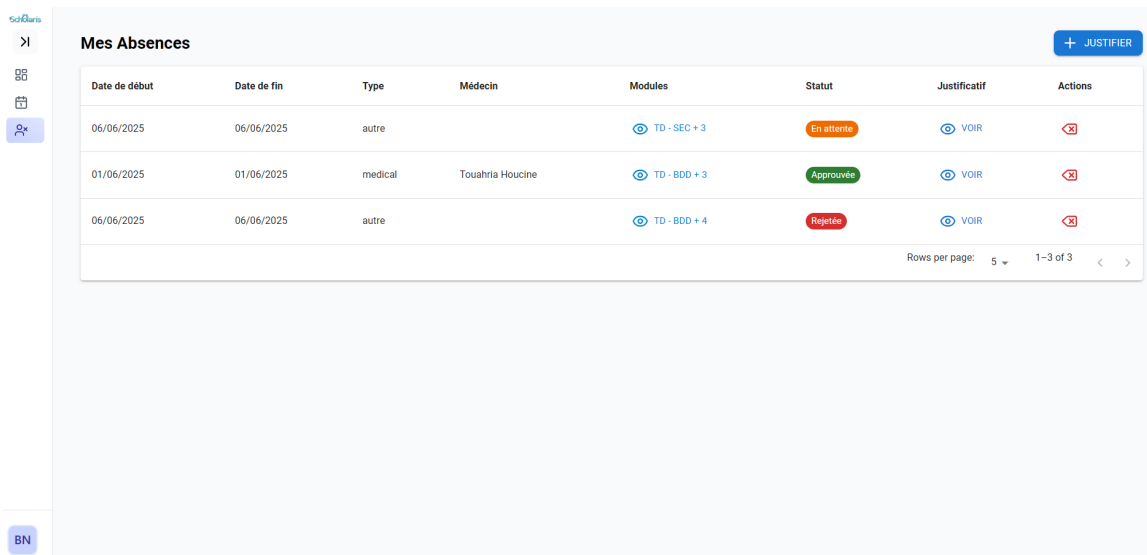 Scholaris
Mes Absences
JUSTIFIER
Date de début Date de fin Type Médecin Modules Statut Justificatif Actions
06/06/2025 06/06/2025 autre TD - SEC + 3 En attente VOIR
01/06/2025 01/06/2025 medical Touahria Houcine TD - BDD + 3 Approuvée VOIR
06/06/2025 06/06/2025 autre TD - BDD + 4 Rejetée VOIR
Rows per page: 5 1–3 of 3
BN